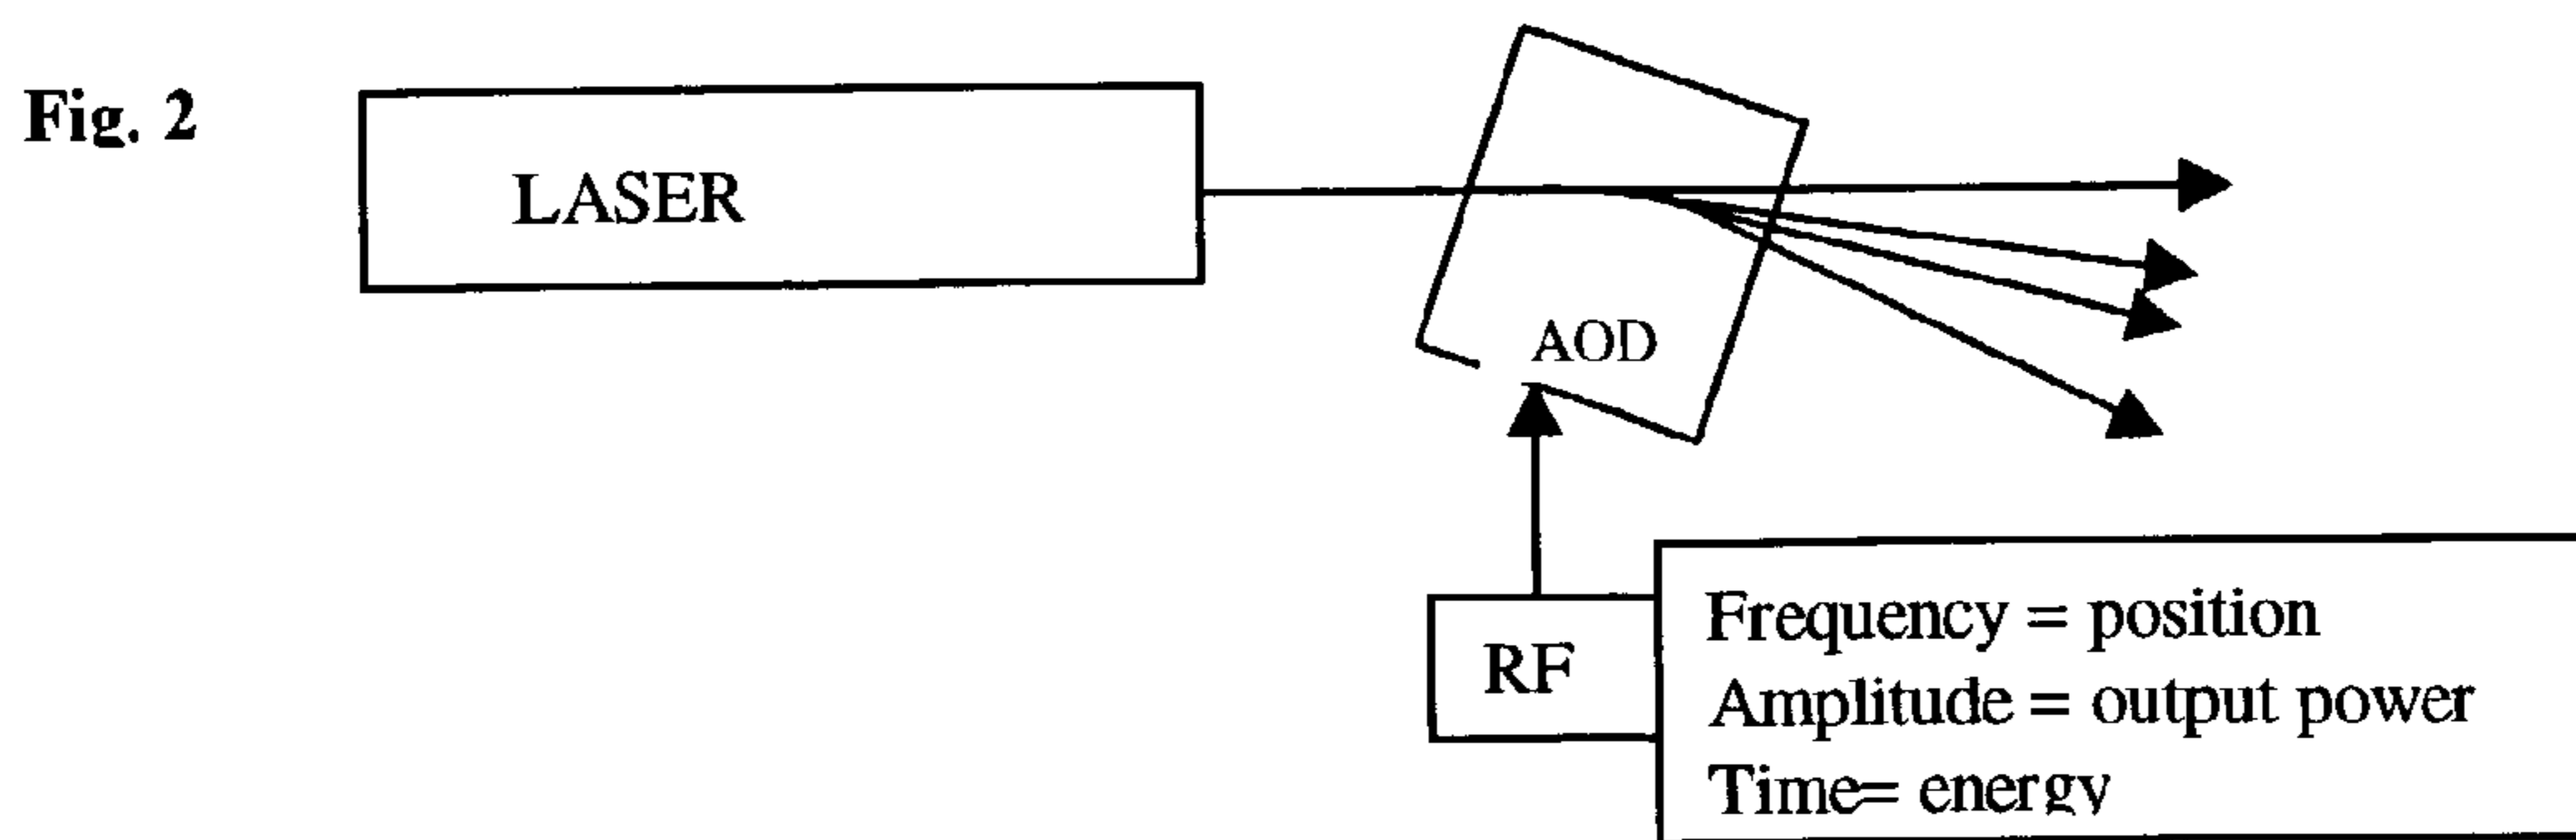 Fig. 2
LASER
AOD
RF
Frequency = position
Amplitude = output power
Time= energy